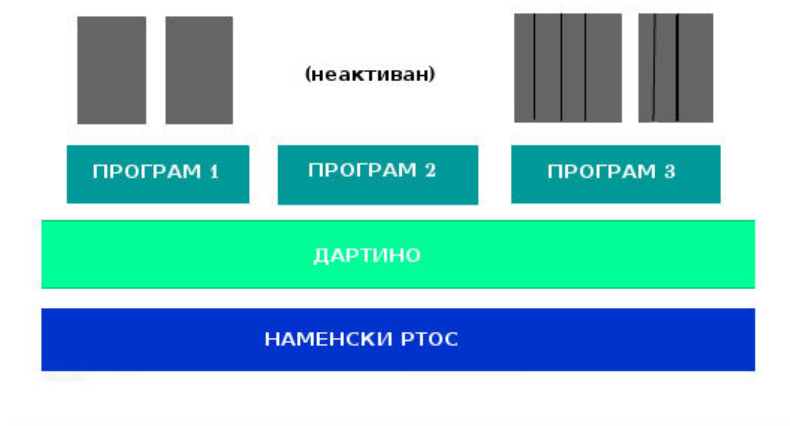 (неактиван)
ПРОГРАМ 1
ПРОГРАМ 2
ПРОГРАМ 3
ДАРТИНО
НАМЕНСКИ РТОС